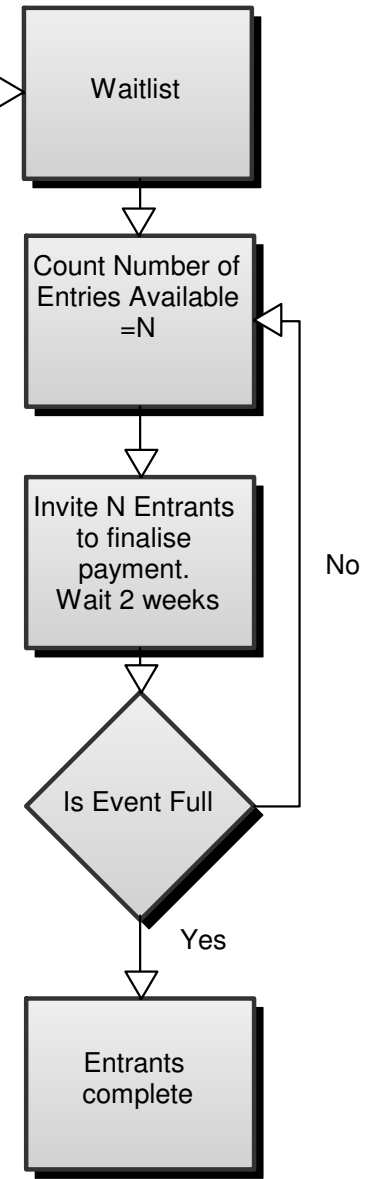 Waitlist
Count Number of
Entries Available
=N
Invite N Entrants
to finalise
payment.
Wait 2 weeks
No
Is Event Full
Yes
Entrants
complete